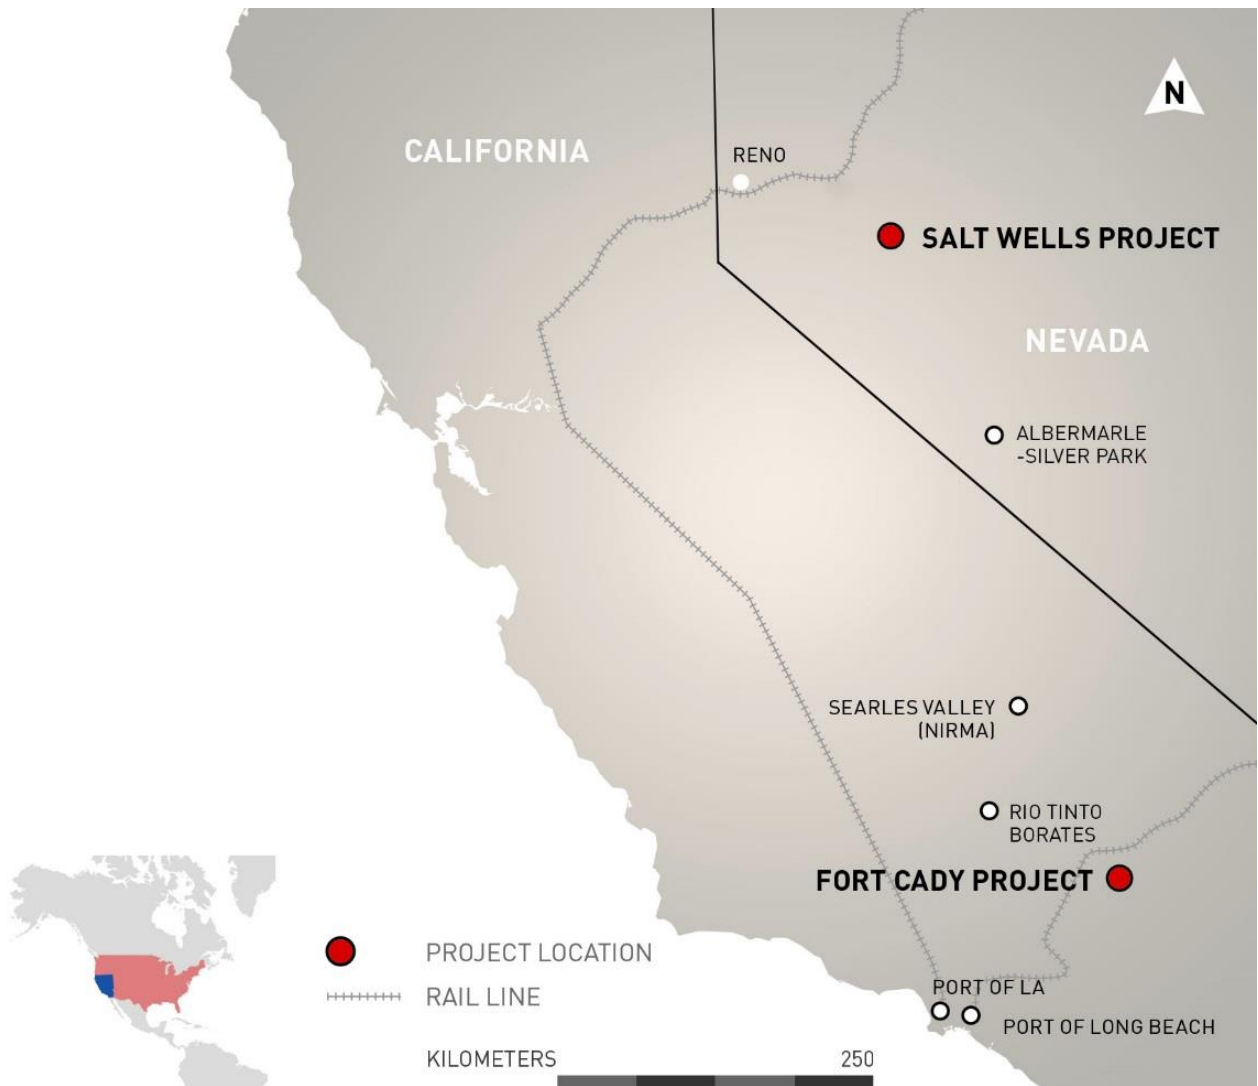 N
CALIFORNIA
RENO
SALT WELLS PROJECT
NEVADA
ALBERMARLE
-SILVER PARK
SEARLES VALLEY
(NIRMA)
RIO TINTO
BORATES
FORT CADY PROJECT
PROJECT LOCATION
RAIL LINE
PORT OF LA
PORT OF LONG BEACH
KILOMETERS 250